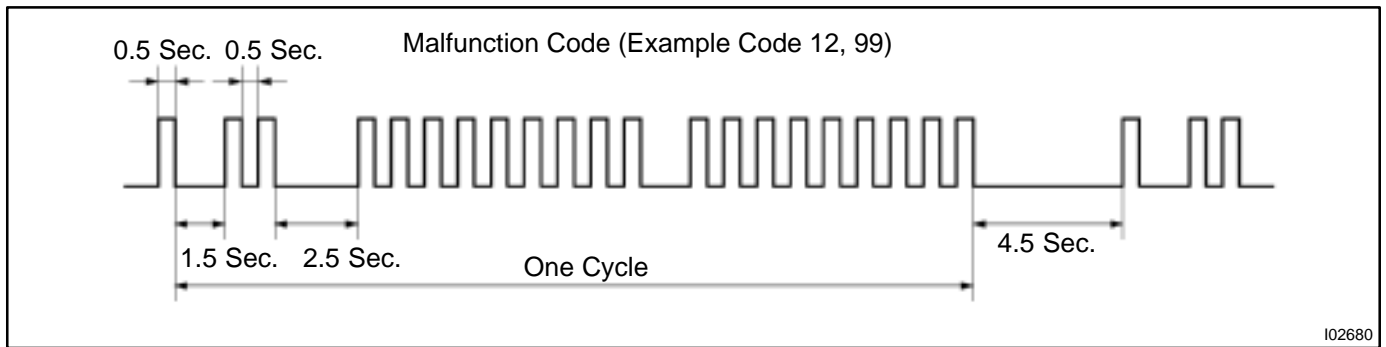 Malfunction Code (Example Code 12, 99)
0.5 Sec. 0.5 Sec.
1.5 Sec. 2.5 Sec.
4.5 Sec.
One Cycle
I02680